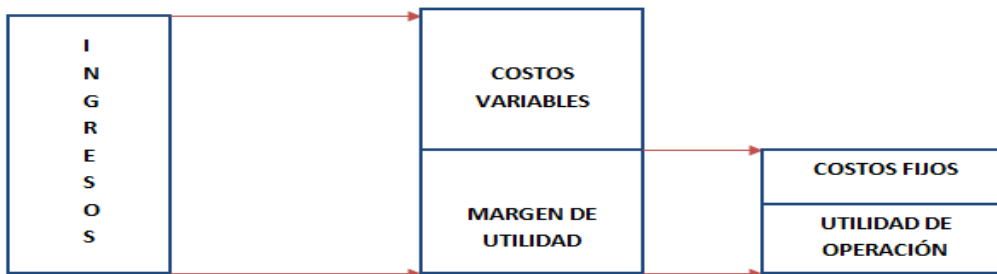 I
N
G
R
E
S
O
S
COSTOS
VARIABLES
MARGEN DE
UTILIDAD
COSTOS FIJOS
UTILIDAD DE
OPERACIÓN